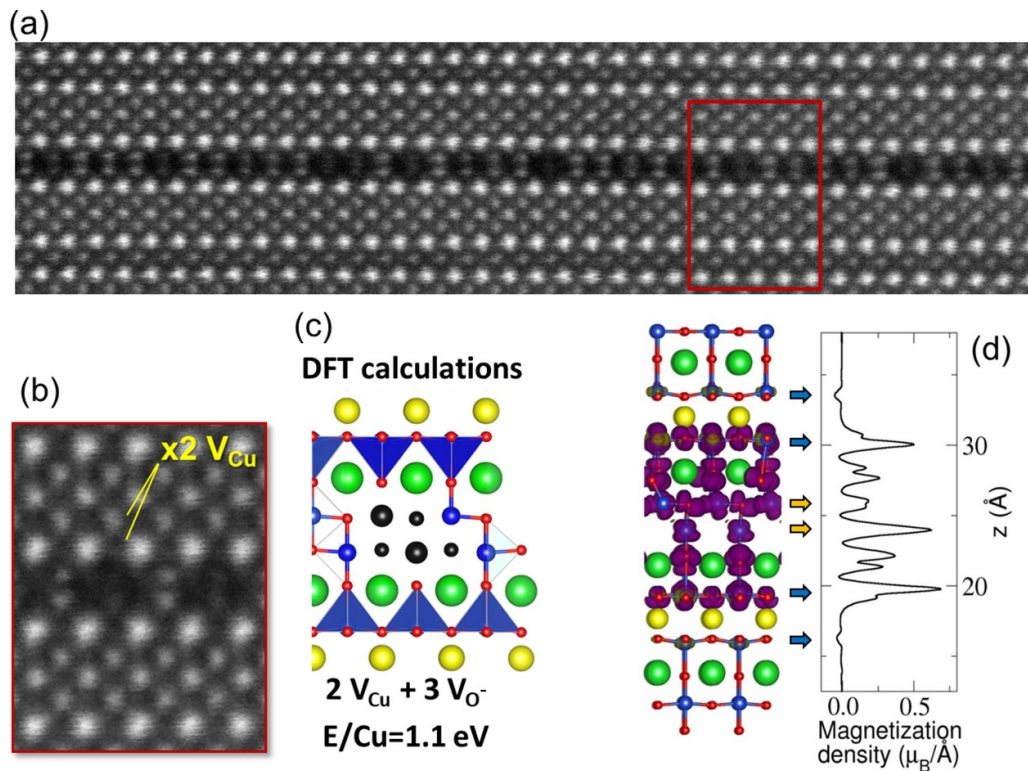 (a)
(b)
x2 V_Cu
(c)
DFT calculations
2 V_Cu + 3 V_O-
E/Cu=1.1 eV
(d)
30
20
z (Å)
0.0 0.5
Magnetization
density (μ_B/Å)